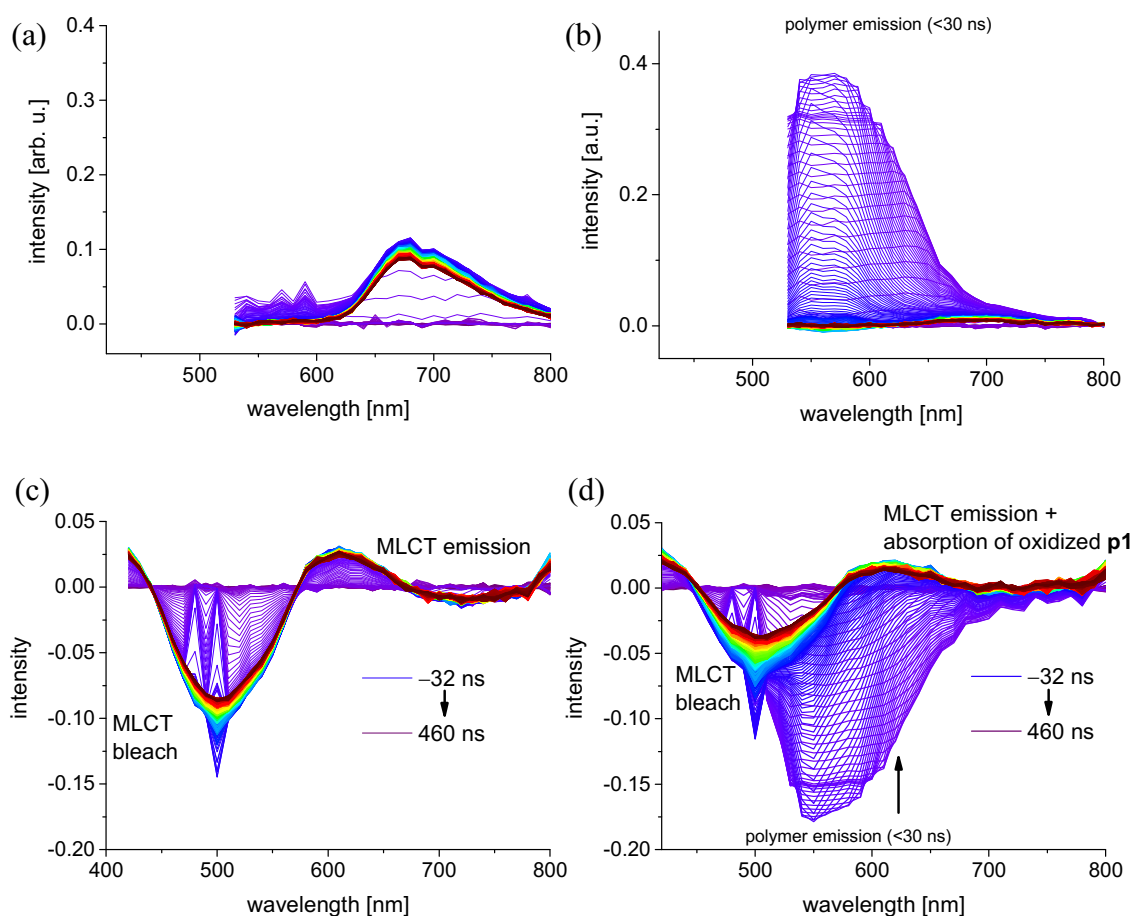 (a)
0.4
0.3
0.2
0.1
0.0
intensity [arb. u.]
500 600 700 800
wavelength [nm]
(b)
polymer emission (<30 ns)
0.4
0.2
0.0
intensity [a.u.]
500 600 700 800
wavelength [nm]
(c)
0.05
0.00
-0.05
-0.10
-0.15
-0.20
intensity
MLCT emission
MLCT
bleach
–32 ns
460 ns
400 500 600 700 800
wavelength [nm]
(d)
0.05
0.00
-0.05
-0.10
-0.15
-0.20
intensity
MLCT emission +
absorption of oxidized p1
MLCT
bleach
–32 ns
460 ns
polymer emission (<30 ns)
500 600 700 800
wavelength [nm]